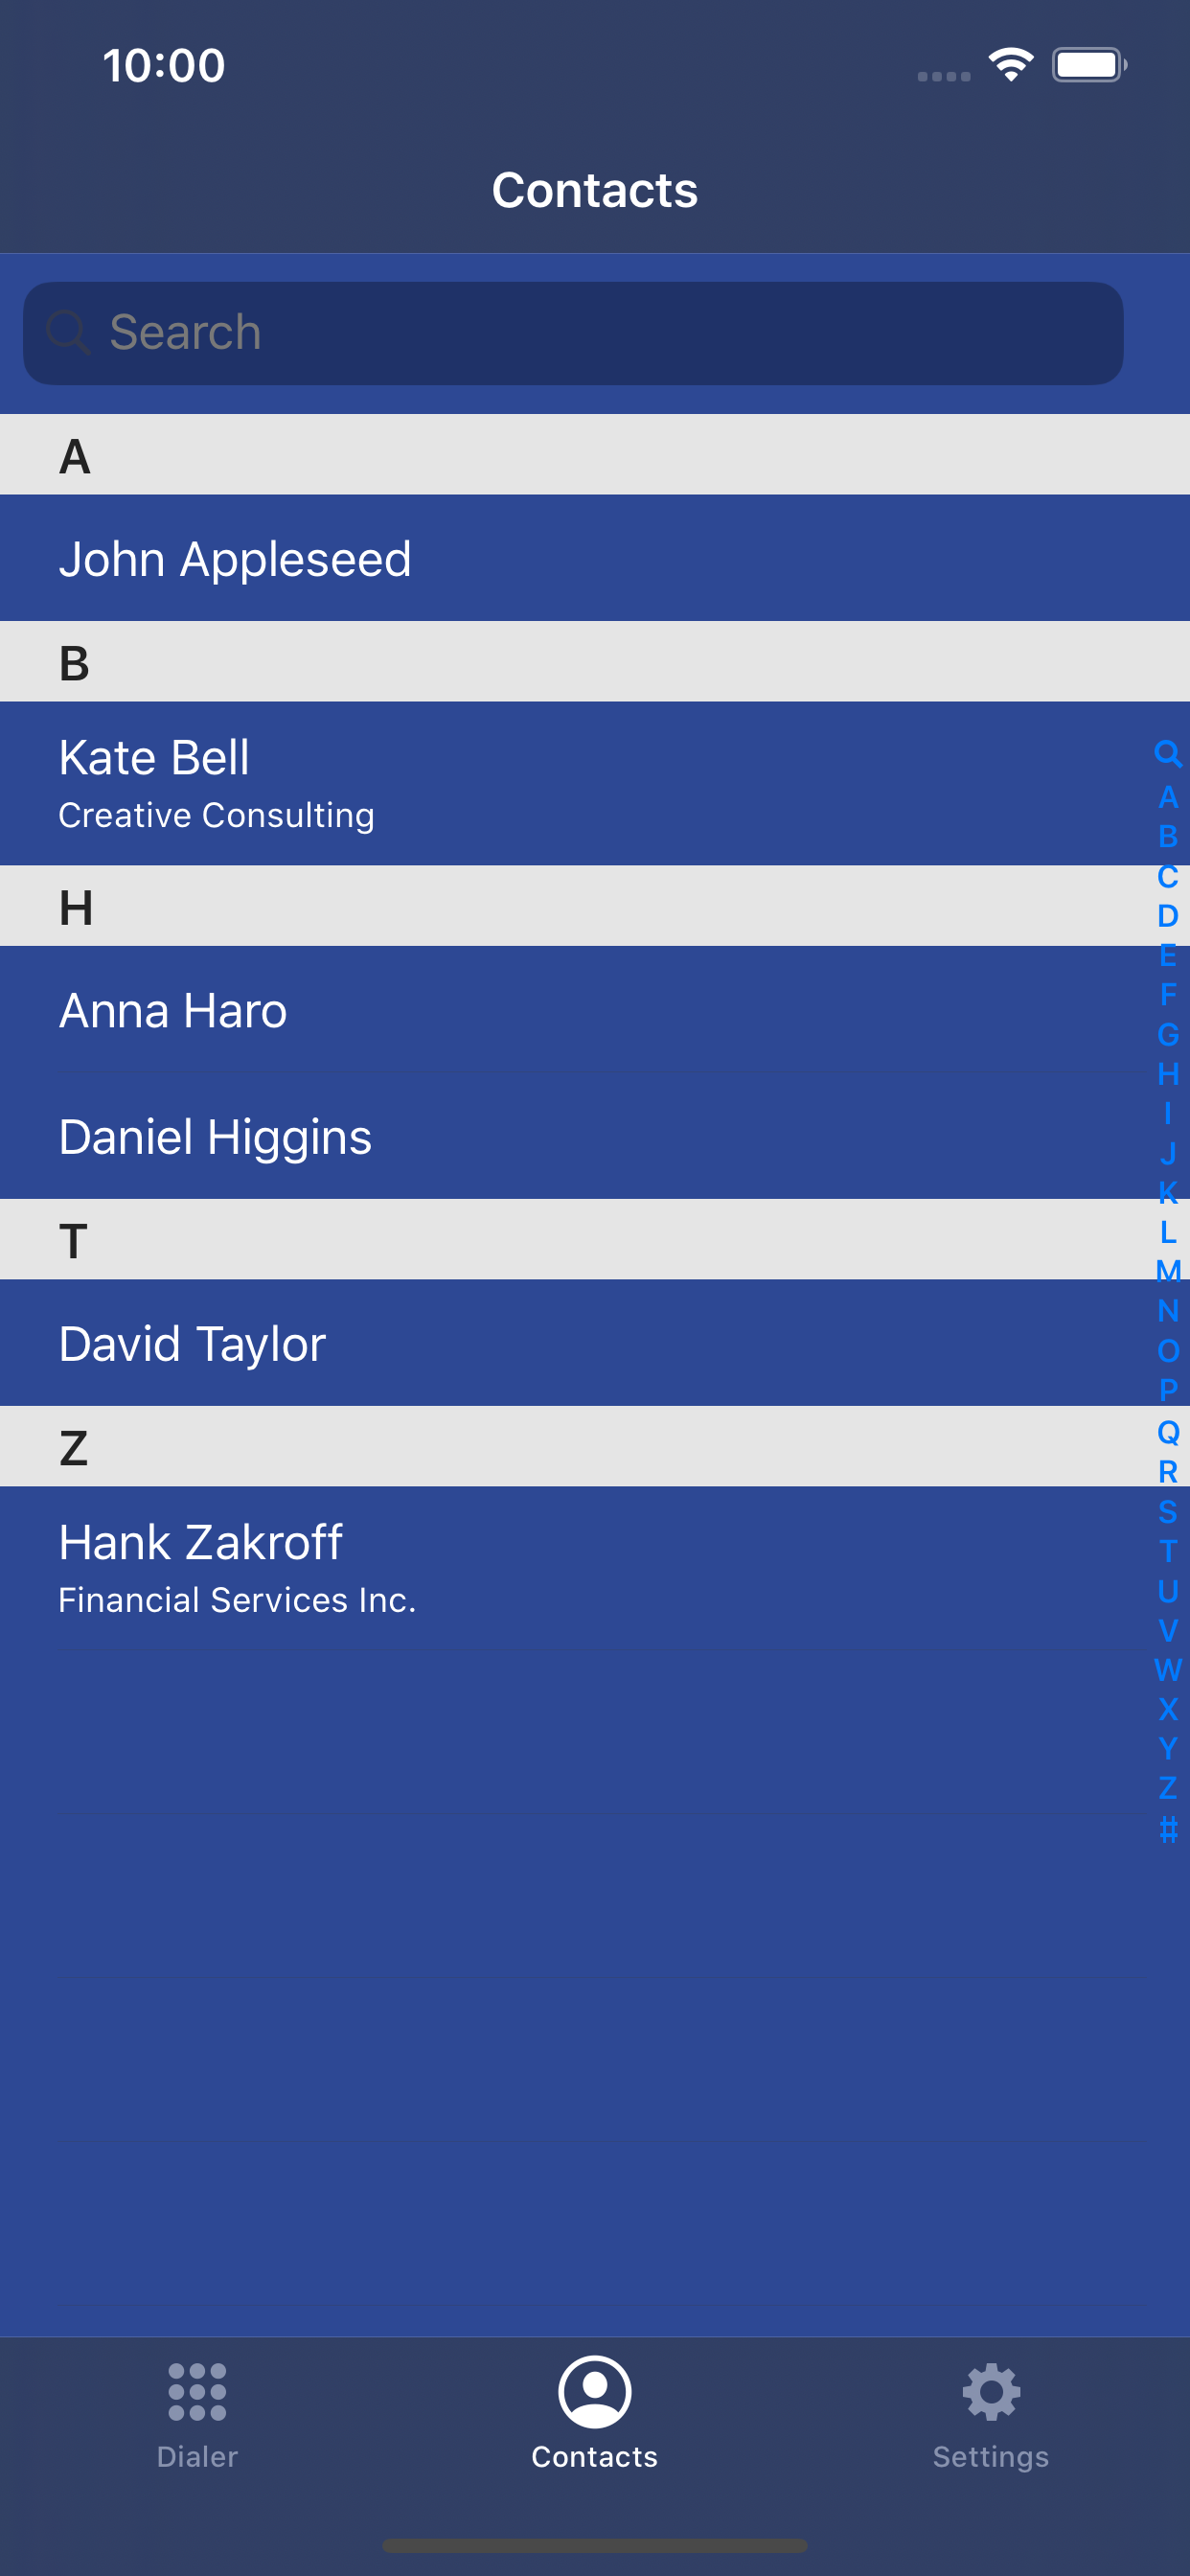 10:00
Contacts
Search
A
John Appleseed
B
Kate Bell
Creative Consulting
H
Anna Haro
Daniel Higgins
T
David Taylor
Z
Hank Zakroff
Financial Services Inc.
A
B
C
D
E
F
G
H
I
J
K
L
M
N
O
P
Q
R
S
T
U
V
W
X
Y
Z
#
Dialer
Contacts
Settings